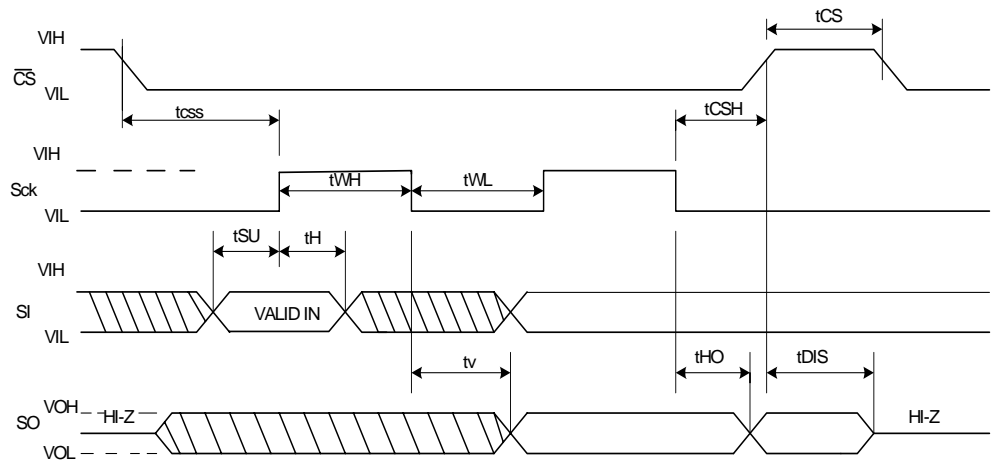 VIH
tCS
CS
VIL
tcss
tCSH
VIH
tWH
tWL
Sck
VIL
tSU
tH
VIH
SI
VALID IN
VIL
tv
tHO
tDIS
VOH
HI-Z
HI-Z
SO
VOL